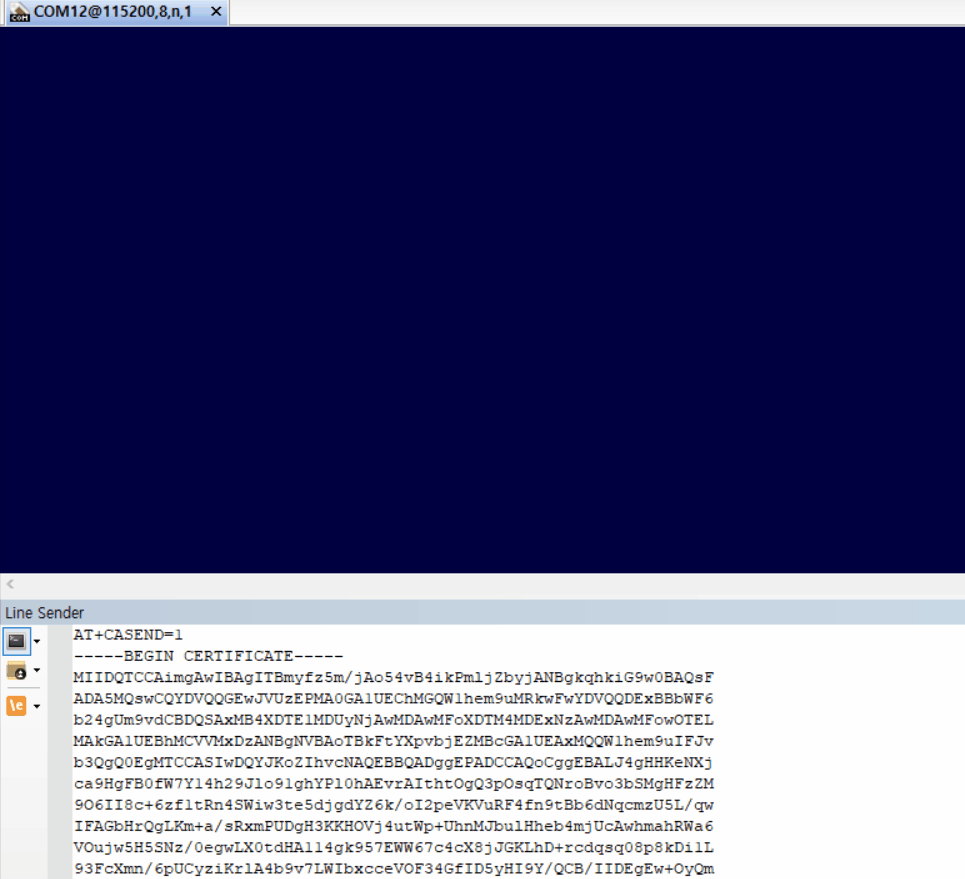 COM12@115200,8,n,1
Line Sender
AT+CASEND=1
-----BEGIN CERTIFICATE-----
MIIDQTCCAimgAwIBAgITBmyfz5m/jAo54vB4ikPmljZbyjANBgkqhkiG9w0BAQsF
ADA5MQswCQYDVQQGEwJVUzEPMA0GA1UEChMGQW1hem9uMRkwFwYDVQQDExBBbWF6
b24gUm9vdCBDQSAxMB4XDTE1MDUyNjAwMDAwMFoXDTM4MDExNzAwMDAwMFowOTEL
MAkGA1UEBhMCVVMxDzANBgNVBAoTBkFtYXpvbjEZMBcGA1UEAxMQQW1hem9uIFJv
b3QgQ0EgMTCCASIwDQYJKoZIhvcNAQEBBQADggEPADCCAQoCggEBALJ4gHHKeNXj
ca9HgFB0fW7Y14h29Jlo91ghYPl0hAEvrAIthtOgQ3pOsqTQNroBvo3bSMgHFzZM
9O6II8c+6zf1tRn4SWiw3te5djgdYZ6k/oI2peVKVuRF4fn9tBb6dNqcmzU5L/qw
IFAGbHrQgLKm+a/sRxmPUDgH3KKHOVj4utWp+UhnMJbulHheb4mjUcAwhmahRWa6
VOujw5H5SNz/0egwLX0tdHA114gk957EWW67c4cX8jJGKLhD+rcdqsq08p8kDi1L
93FcXmn/6pUCyziKrlA4b9v7LWIbxcceVOF34GfID5yHI9Y/QCB/IIDEgEw+OyQm